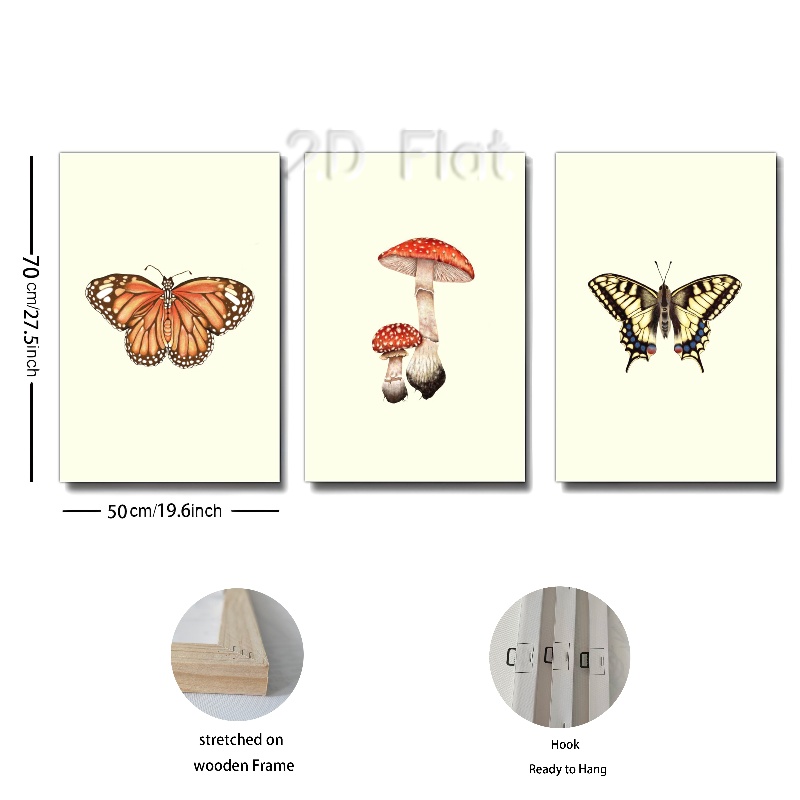 2D Flat
70 cm/27.5inch
50 cm/19.6inch
stretched on
wooden Frame
Hook
Ready to Hang